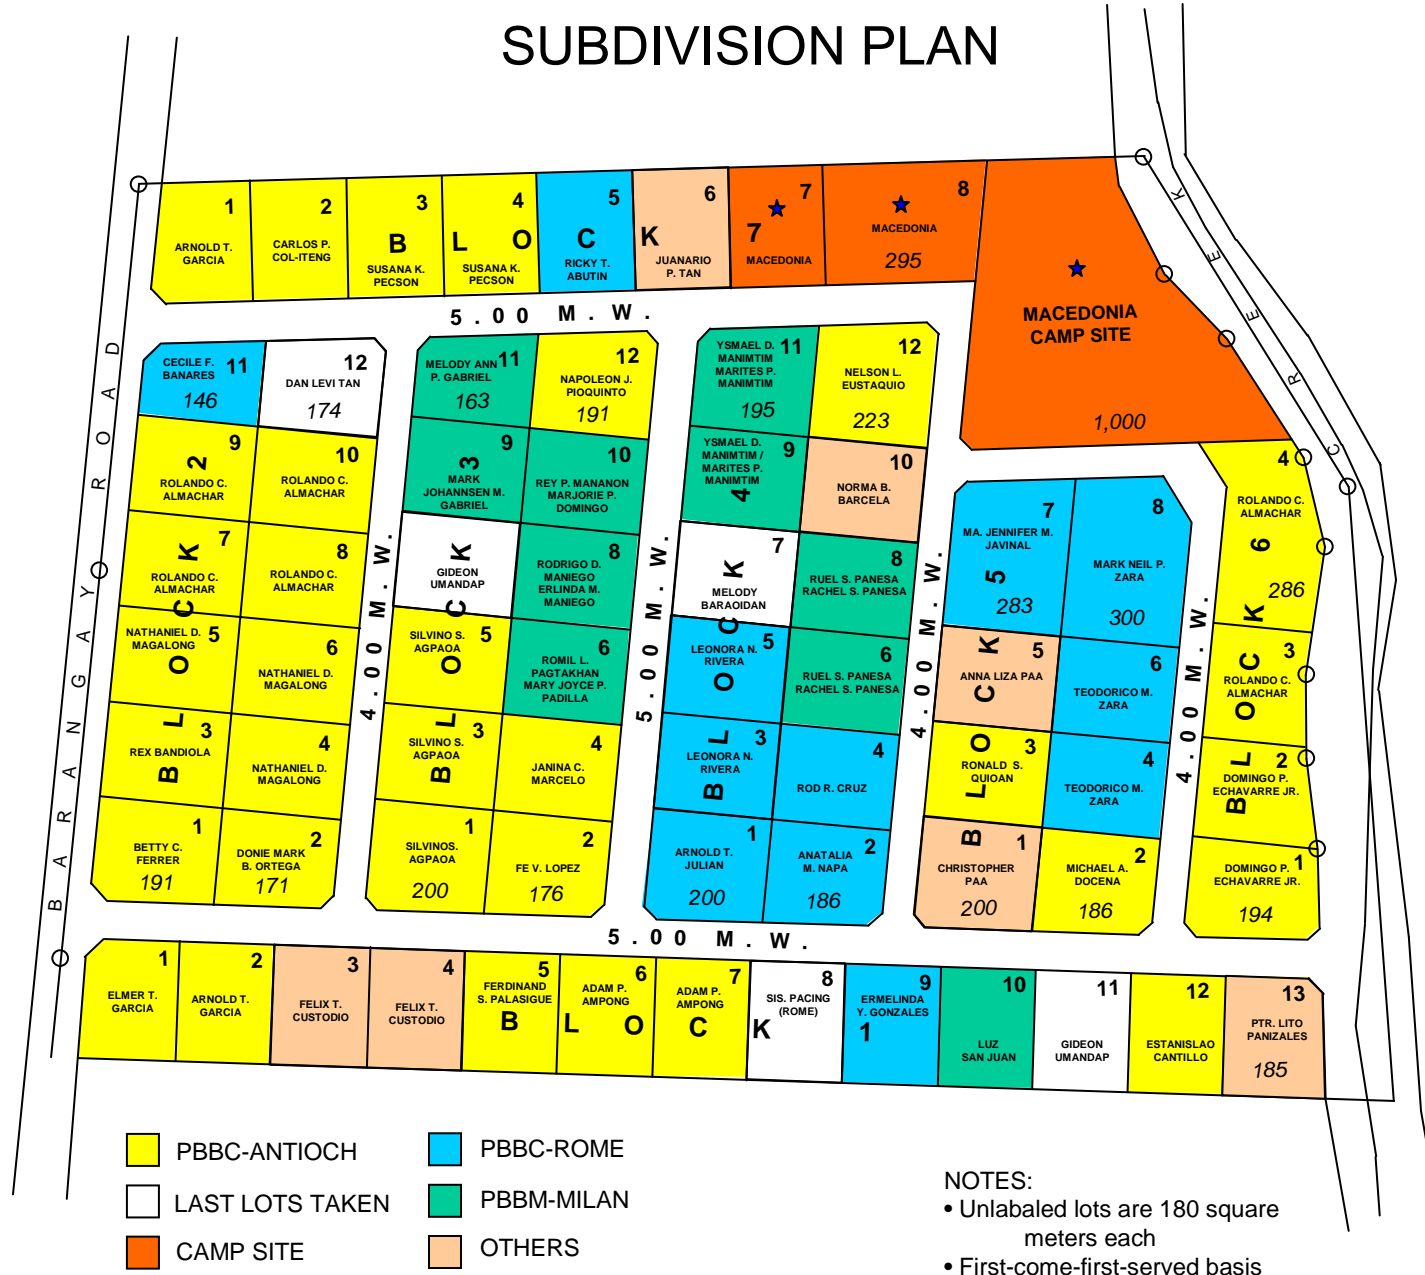 SUBDIVISION PLAN
BARANGAY ROAD
CREEK
BLOCK 7
1
ARNOLD T.
GARCIA
2
CARLOS P.
COL-ITENG
3
SUSANA K.
PECSON
4
SUSANA K.
PECSON
5
RICKY T.
ABUTIN
6
JUANARIO
P. TAN
7
MACEDONIA
8
MACEDONIA
295
MACEDONIA
CAMP SITE
1,000
5.00 M.W.
BLOCK 2
CECILE F.
BANARES
11
146
12
DAN LEVI TAN
174
9
ROLANDO C.
ALMACHAR
10
ROLANDO C.
ALMACHAR
7
ROLANDO C.
ALMACHAR
8
ROLANDO C.
ALMACHAR
NATHANIEL D.
MAGALONG
5
6
NATHANIEL D.
MAGALONG
3
REX BANDIOLA
4
NATHANIEL D.
MAGALONG
1
BETTY C.
FERRER
191
2
DONIE MARK
B. ORTEGA
171
4.00 M.W.
BLOCK 3
MELODY ANN
P. GABRIEL
11
163
12
NAPOLEON J.
PIOQUINTO
191
9
MARK
JOHANNSEN M.
GABRIEL
10
REY P. MANANON
MARJORIE P.
DOMINGO
GIDEON
UMANDAP
8
RODRIGO D.
MANIEGO
ERLINDA M.
MANIEGO
5
SILVINO S.
AGPAOA
6
ROMIL L.
PAGTAKHAN
MARY JOYCE P.
PADILLA
3
SILVINO S.
AGPAOA
4
JANINA C.
MARCELO
1
SILVINOS.
AGPAOA
200
2
FE V. LOPEZ
176
5.00 M.W.
BLOCK 4
YSMAEL D.
MANIMTIM
MARITES P.
MANIMTIM
11
195
12
NELSON L.
EUSTAQUIO
223
YSMAEL D.
MANIMTIM /
MARITES P.
MANIMTIM
9
10
NORMA B.
BARCELA
7
MELODY
BARAOIDAN
8
RUEL S. PANESA
RACHEL S. PANESA
5
LEONORA N.
RIVERA
6
RUEL S. PANESA
RACHEL S. PANESA
3
LEONORA N.
RIVERA
4
ROD R. CRUZ
1
ARNOLD T.
JULIAN
200
2
ANATALIA
M. NAPA
186
4.00 M.W.
BLOCK 5
7
MA. JENNIFER M.
JAVINAL
283
8
MARK NEIL P.
ZARA
300
5
ANNA LIZA PAA
6
TEODORICO M.
ZARA
3
RONALD S.
QUIOAN
4
TEODORICO M.
ZARA
1
CHRISTOPHER
PAA
200
2
MICHAEL A.
DOCENA
186
4.00 M.W.
BLOCK 6
4
ROLANDO C.
ALMACHAR
286
3
ROLANDO C.
ALMACHAR
2
DOMINGO P.
ECHAVARRE JR.
1
DOMINGO P.
ECHAVARRE JR.
194
5.00 M.W.
BLOCK 1
1
ELMER T.
GARCIA
2
ARNOLD T.
GARCIA
3
FELIX T.
CUSTODIO
4
FELIX T.
CUSTODIO
5
FERDINAND
S. PALASIGUE
6
ADAM P.
AMPONG
7
ADAM P.
AMPONG
8
SIS. PACING
(ROME)
9
ERMELINDA
Y. GONZALES
10
LUZ
SAN JUAN
11
GIDEON
UMANDAP
12
ESTANISLAO
CANTILLO
13
PTR. LITO
PANIZALES
185
PBBC-ANTIOCH
LAST LOTS TAKEN
CAMP SITE
PBBC-ROME
PBBM-MILAN
OTHERS
NOTES:
• Unlabaled lots are 180 square
meters each
• First-come-first-served basis